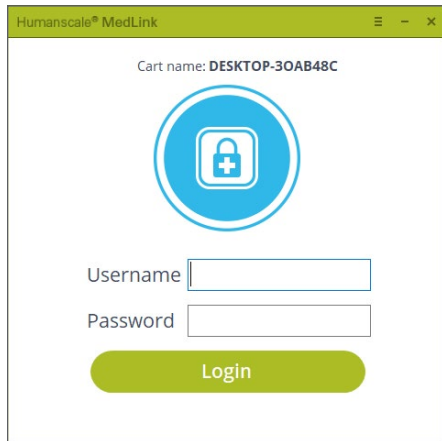 Humanscale® MedLink
Cart name: DESKTOP-3OAB48C
Username
Password
Login